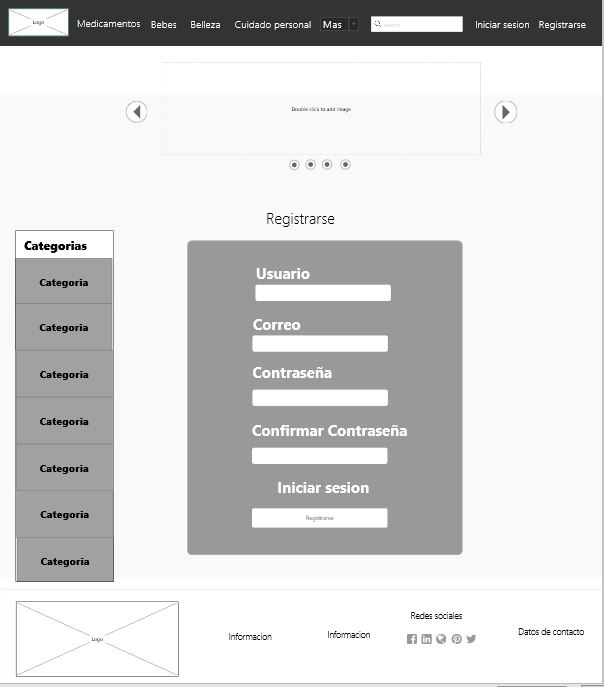 Logo
Medicamentos Bebes Belleza Cuidado personal Mas search Iniciar sesion Registrarse
Double click to add image
Registrarse
Categorias
Categoria
Categoria
Categoria
Categoria
Categoria
Categoria
Categoria
Usuario
Correo
Contraseña
Confirmar Contraseña
Iniciar sesion
Registrarse
Logo
Informacion
Informacion
Redes sociales
Datos de contacto